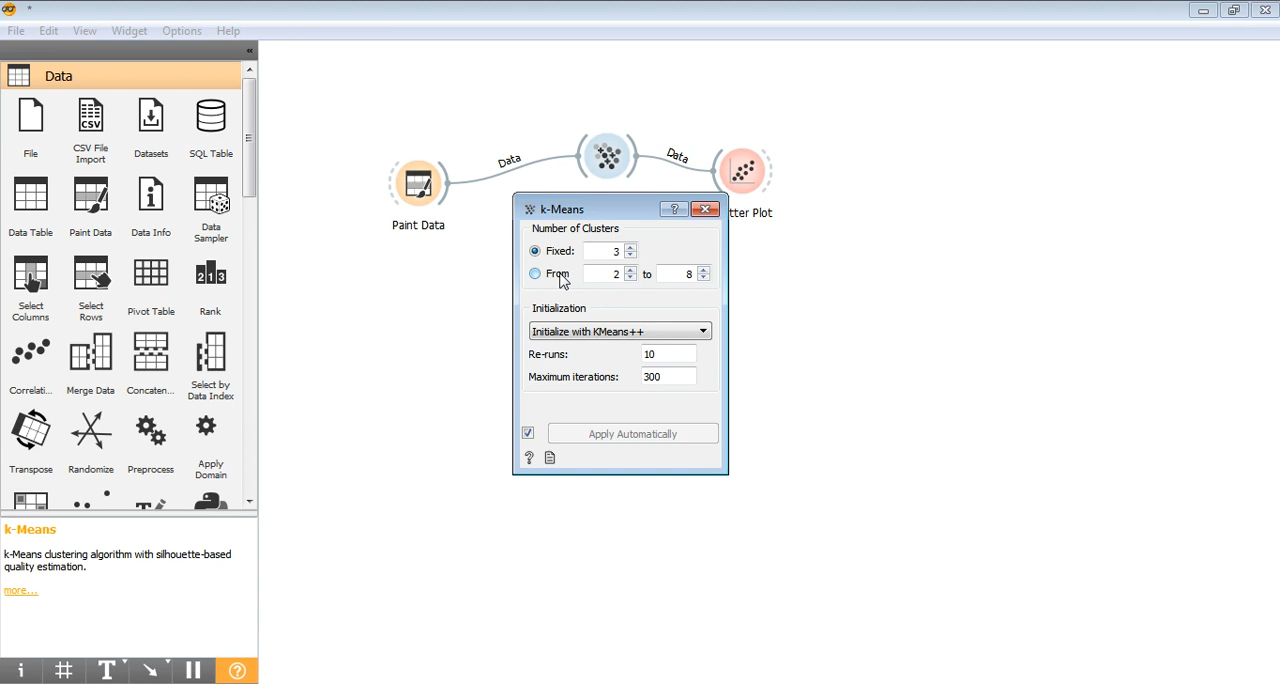 *
File Edit View Widget Options Help
«
Data
File CSV File Import Datasets SQL Table
Data Table Paint Data Data Info Data Sampler
Select Columns Select Rows Pivot Table Rank
Correlati... Merge Data Concaten... Select by Data Index
Transpose Randomize Preprocess Apply Domain
k-Means
k-Means clustering algorithm with silhouette-based
quality estimation.
more...
Data
Data
Paint Data
tter Plot
k-Means
Number of Clusters
Fixed: 3
From 2 to 8
Initialization
Initialize with KMeans++
Re-runs: 10
Maximum iterations: 300
Apply Automatically